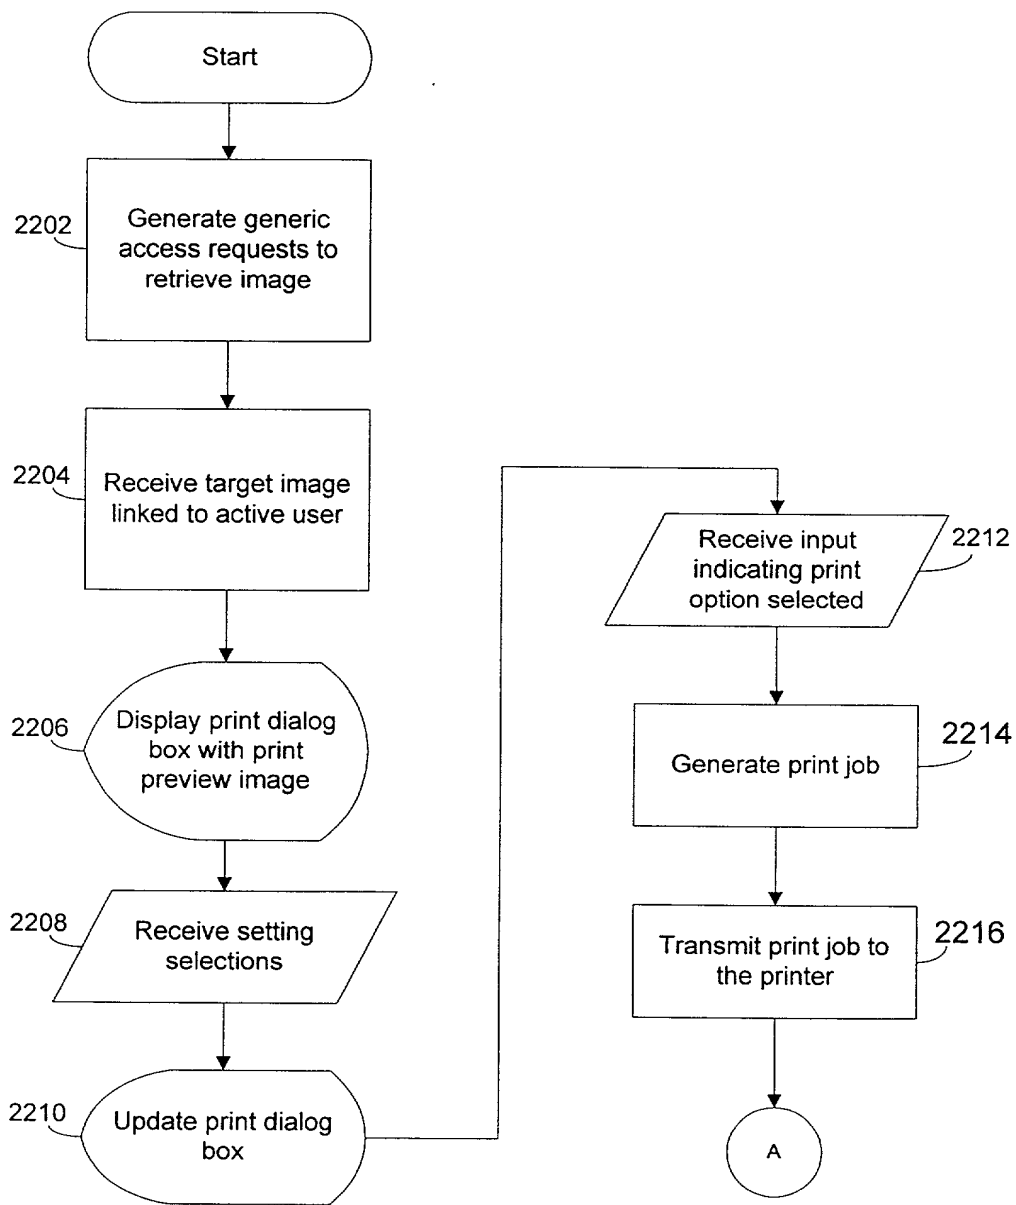 Start
2202
Generate generic
access requests to
retrieve image
2204
Receive target image
linked to active user
2206
Display print dialog
box with print
preview image
2208
Receive setting
selections
2210
Update print dialog
box
Receive input
indicating print
option selected
2212
Generate print job
2214
Transmit print job to
the printer
2216
A